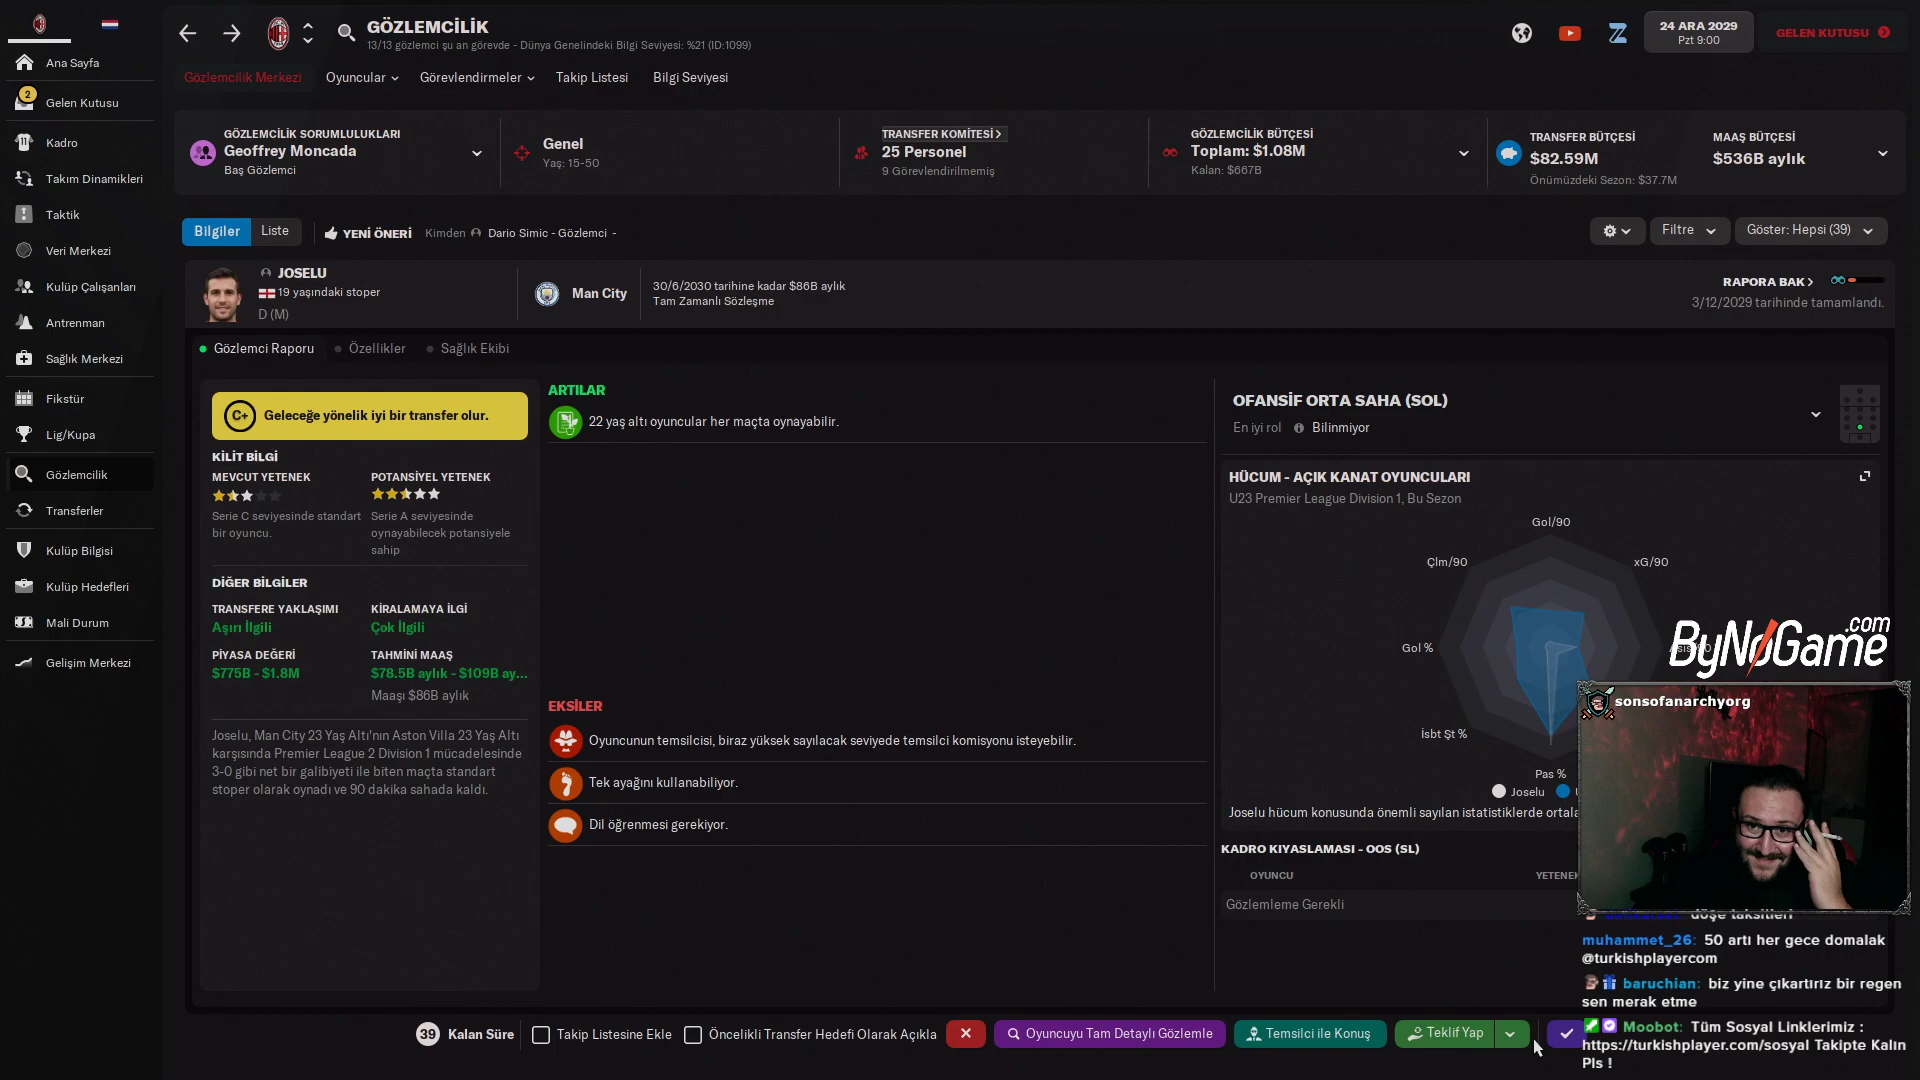 GÖZLEMCİLİK
13/13 gözlemci şu an görevde - Dünya Genelindeki Bilgi Seviyesi: %21 (ID:1099)
24 ARA 2029
Pzt 9:00
GELEN KUTUSU
Ana Sayfa
2
Gelen Kutusu
Kadro
Takım Dinamikleri
Taktik
Veri Merkezi
Kulüp Çalışanları
Antrenman
Sağlık Merkezi
Fikstür
Lig/Kupa
Gözlemcilik
Transferler
Kulüp Bilgisi
Kulüp Hedefleri
Mali Durum
Gelişim Merkezi
Gözlemcilik Merkezi
Oyuncular
Görevlendirmeler
Takip Listesi
Bilgi Seviyesi
GÖZLEMCİLİK SORUMLULUKLARI
Geoffrey Moncada
Baş Gözlemci
Genel
Yaş: 15-50
TRANSFER KOMİTESİ
25 Personel
9 Görevlendirilmemiş
GÖZLEMCİLİK BÜTÇESİ
Toplam: $1.08M
Kalan: $667B
TRANSFER BÜTÇESİ
$82.59M
Önümüzdeki Sezon: $37.7M
MAAŞ BÜTÇESİ
$536B aylık
Bilgiler
Liste
YENİ ÖNERİ
Kimden
Dario Simic - Gözlemci -
Filtre
Göster: Hepsi (39)
JOSELU
19 yaşındaki stoper
D (M)
Man City
30/6/2030 tarihine kadar $86B aylık
Tam Zamanlı Sözleşme
RAPORA BAK
3/12/2029 tarihinde tamamlandı.
Gözlemci Raporu
Özellikler
Sağlık Ekibi
C+
Geleceğe yönelik iyi bir transfer olur.
KİLİT BİLGİ
MEVCUT YETENEK
Serie C seviyesinde standart
bir oyuncu.
POTANSİYEL YETENEK
Serie A seviyesinde
oynayabilecek potansiyele
sahip
DİĞER BİLGİLER
TRANSFERE YAKLAŞIMI
Aşırı İlgili
KİRALAMAYA İLGİ
Çok İlgili
PİYASA DEĞERİ
$775B - $1.8M
TAHMİNİ MAAŞ
$78.5B aylık - $109B ay...
Maaşı $86B aylık
Joselu, Man City 23 Yaş Altı'nın Aston Villa 23 Yaş Altı
karşısında Premier League 2 Division 1 mücadelesinde
3-0 gibi net bir galibiyeti ile biten maçta standart
stoper olarak oynadı ve 90 dakika sahada kaldı.
ARTILAR
22 yaş altı oyuncular her maçta oynayabilir.
EKSİLER
Oyuncunun temsilcisi, biraz yüksek sayılacak seviyede temsilci komisyonu isteyebilir.
Tek ayağını kullanabiliyor.
Dil öğrenmesi gerekiyor.
OFANSİF ORTA SAHA (SOL)
En iyi rol
Bilinmiyor
HÜCUM - AÇIK KANAT OYUNCULARI
U23 Premier League Division 1, Bu Sezon
Gol/90
Çlm/90
xG/90
Gol %
İsbt Şt %
Pas %
Joselu
Joselu hücum konusunda önemli sayılan istatistiklerde ortala
KADRO KIYASLAMASI - OOS (SL)
OYUNCU
YETENEK
Gözlemleme Gerekli
ByNoGame
.com
sonsofanarchyorg
döşe taksitleri
muhammet_26: 50 artı her gece domalak
@turkishplayercom
baruchian: biz yine çıkartırız bir regen
sen merak etme
Moobot: Tüm Sosyal Linklerimiz :
https://turkishplayer.com/sosyal Takipte Kalın
Pls !
39
Kalan Süre
Takip Listesine Ekle
Öncelikli Transfer Hedefi Olarak Açıkla
Oyuncuyu Tam Detaylı Gözlemle
Temsilci ile Konuş
Teklif Yap